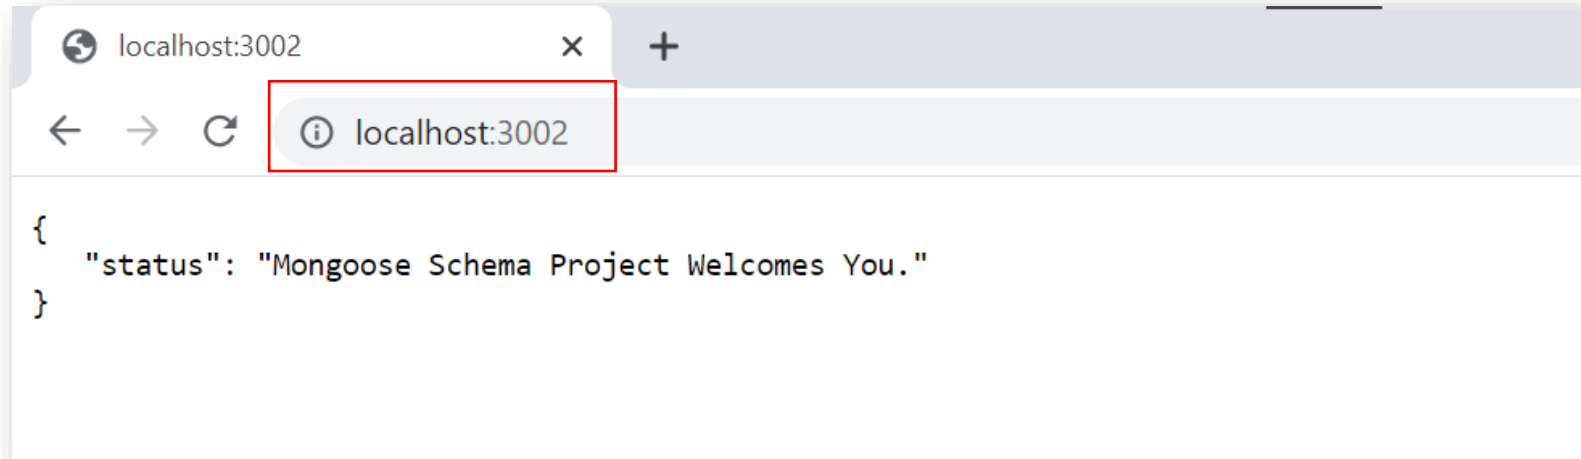 localhost:3002
localhost:3002
{
"status": "Mongoose Schema Project Welcomes You."
}